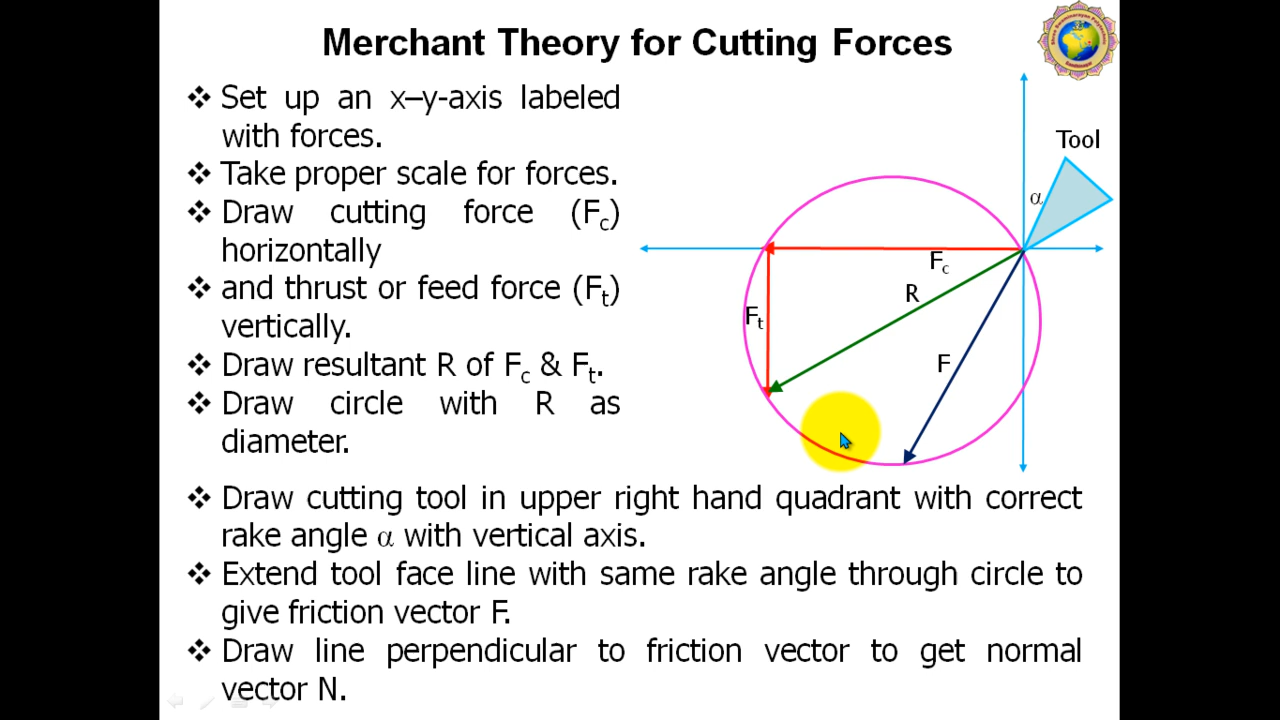 Merchant Theory for Cutting Forces
❖ Set up an x–y-axis labeled
with forces.
❖ Take proper scale for forces.
❖ Draw cutting force (Fc)
horizontally
❖ and thrust or feed force (Ft)
vertically.
❖ Draw resultant R of Fc & Ft.
❖ Draw circle with R as
diameter.
❖ Draw cutting tool in upper right hand quadrant with correct
rake angle α with vertical axis.
❖ Extend tool face line with same rake angle through circle to
give friction vector F.
❖ Draw line perpendicular to friction vector to get normal
vector N.
Tool
α
Fc
R
Ft
F